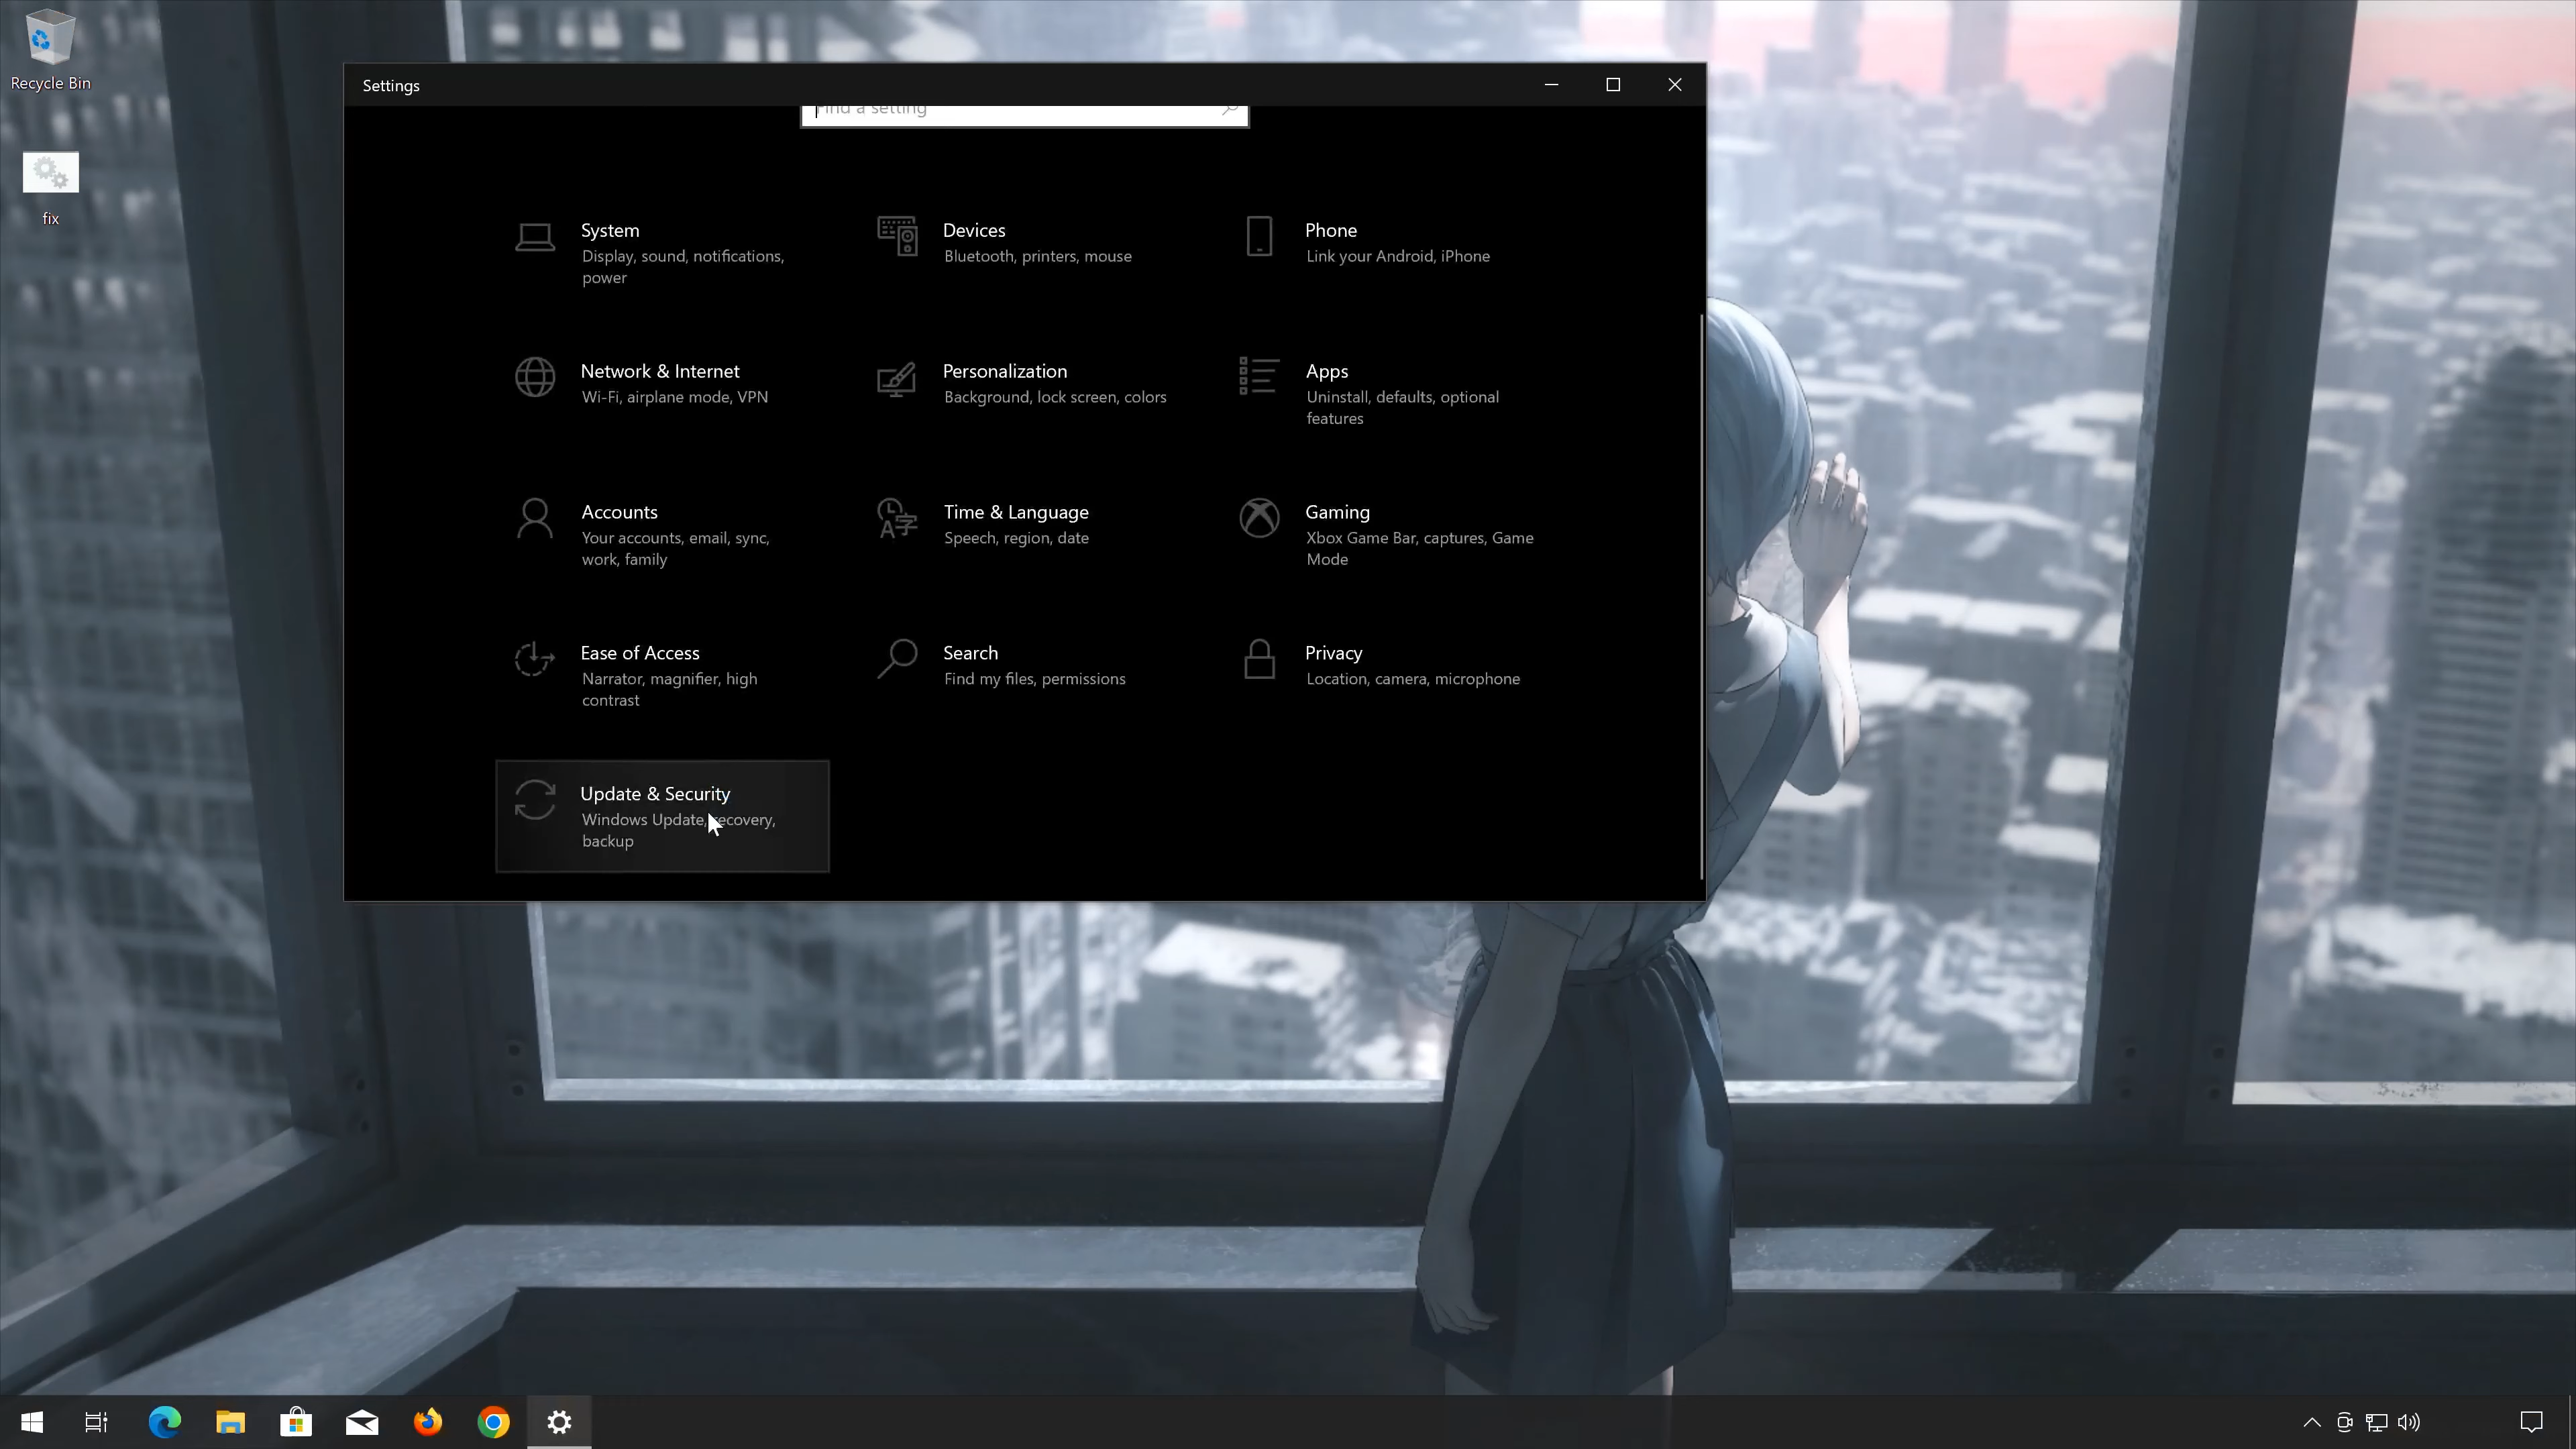 Recycle Bin
fix
Settings
Find a setting
System
Display, sound, notifications,
power
Devices
Bluetooth, printers, mouse
Phone
Link your Android, iPhone
Network & Internet
Wi-Fi, airplane mode, VPN
Personalization
Background, lock screen, colors
Apps
Uninstall, defaults, optional
features
Accounts
Your accounts, email, sync,
work, family
Time & Language
Speech, region, date
Gaming
Xbox Game Bar, captures, Game
Mode
Ease of Access
Narrator, magnifier, high
contrast
Search
Find my files, permissions
Privacy
Location, camera, microphone
Update & Security
Windows Update, recovery,
backup